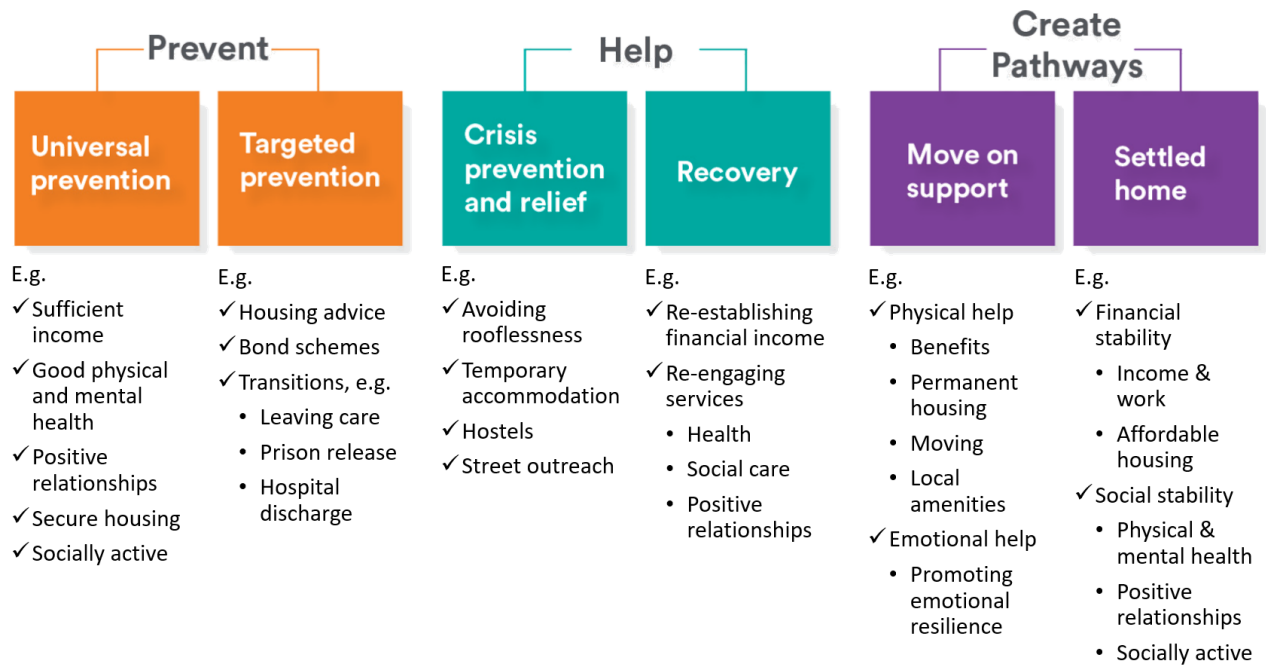 Prevent
Universal
prevention
E.g.
✓ Sufficient
income
✓ Good physical
and mental
health
✓ Positive
relationships
✓ Secure housing
✓ Socially active
Targeted
prevention
E.g.
✓ Housing advice
✓ Bond schemes
✓ Transitions, e.g.
• Leaving care
• Prison release
• Hospital
discharge
Help
Crisis
prevention
and relief
E.g.
✓ Avoiding
rooflessness
✓ Temporary
accommodation
✓ Hostels
✓ Street outreach
Recovery
E.g.
✓ Re-establishing
financial income
✓ Re-engaging
services
• Health
• Social care
• Positive
relationships
Create
Pathways
Move on
support
E.g.
✓ Physical help
• Benefits
• Permanent
housing
• Moving
• Local
amenities
✓ Emotional help
• Promoting
emotional
resilience
Settled
home
E.g.
✓ Financial
stability
• Income &
work
• Affordable
housing
✓ Social stability
• Physical &
mental health
• Positive
relationships
• Socially active